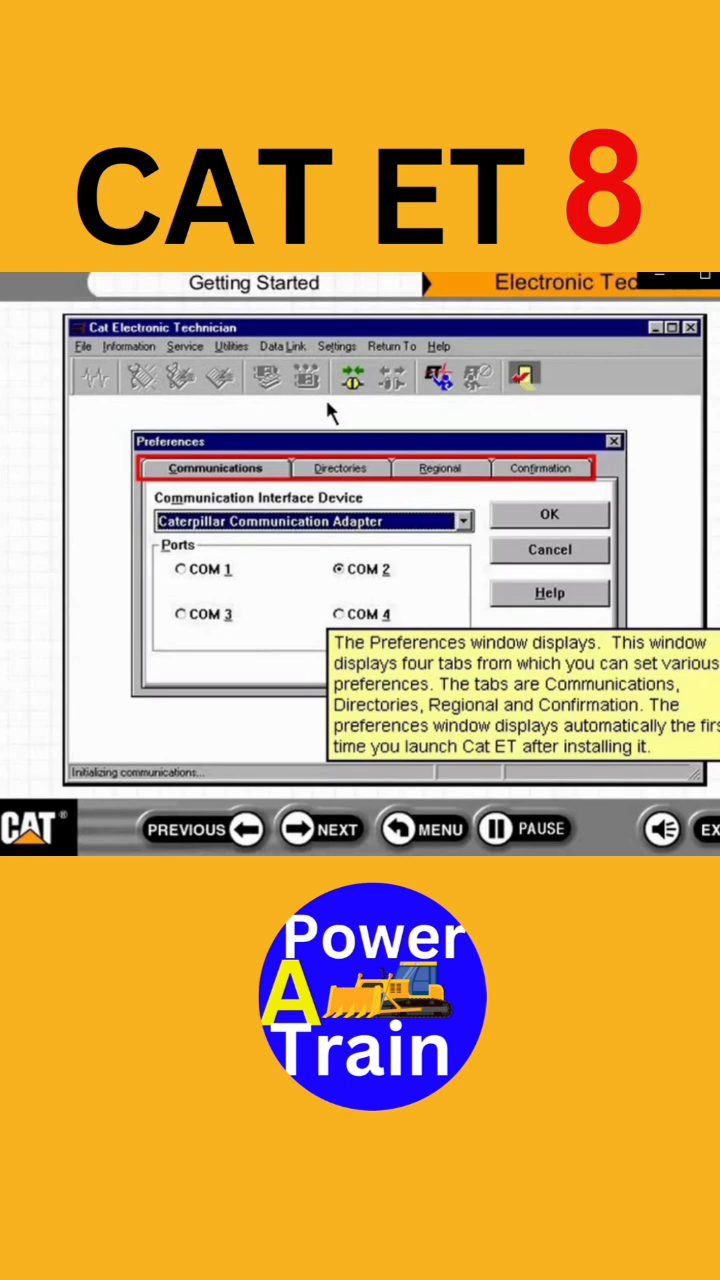 CAT ET 8
Getting Started
Electronic Tec
Cat Electronic Technician
File Information Service Utilities Data Link Settings Return To Help
Preferences
Communications Directories Regional Confirmation
Communication Interface Device
Caterpillar Communication Adapter
OK
Ports
Cancel
COM 1 COM 2
Help
COM 3 COM 4
The Preferences window displays. This window
displays four tabs from which you can set various
preferences. The tabs are Communications,
Directories, Regional and Confirmation. The
preferences window displays automatically the firs
time you launch Cat ET after installing it.
Initializing communications...
CAT® PREVIOUS NEXT MENU PAUSE EX
Power
A
Train